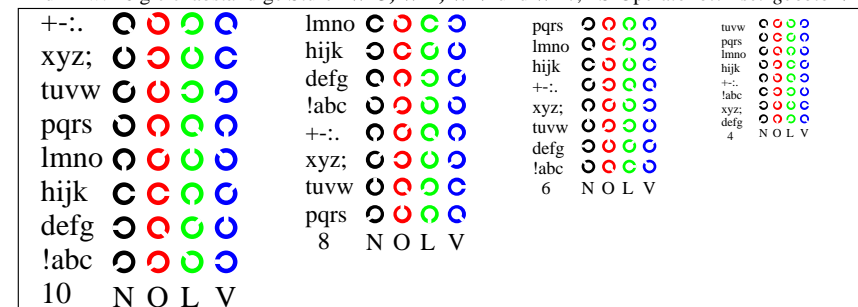 +-:.
xyz;
tuvw
pqrs
lmno
hijk
defg
!abc
10 N O L V
lmno
hijk
defg
!abc
+-:.
xyz;
tuvw
pqrs
8 N O L V
pqrs
lmno
hijk
+-:.
xyz;
tuvw
defg
!abc
6 N O L V
tuvw
pqrs
lmno
hijk
+-:.
!abc
xyz;
defg
4 N O L V